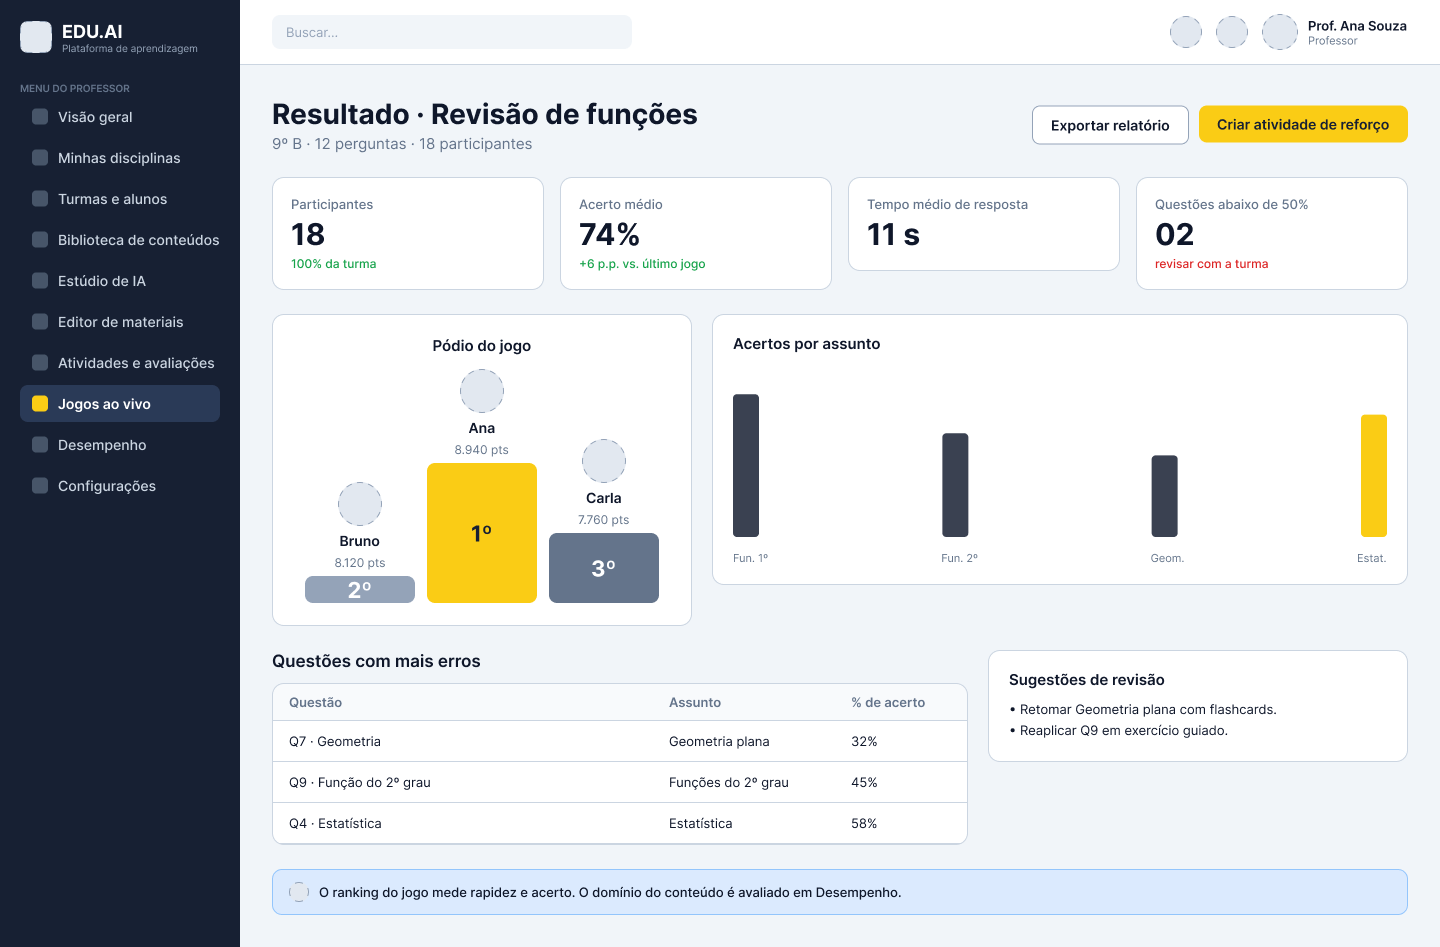 EDU.AI
Plataforma de aprendizagem
MENU DO PROFESSOR
Visão geral
Minhas disciplinas
Turmas e alunos
Biblioteca de conteúdos
Estúdio de IA
Editor de materiais
Atividades e avaliações
Jogos ao vivo
Desempenho
Configurações
Buscar...
Prof. Ana Souza
Professor
Resultado · Revisão de funções
9º B · 12 perguntas · 18 participantes
Exportar relatório
Criar atividade de reforço
Participantes
18
100% da turma
Acerto médio
74%
+6 p.p. vs. último jogo
Tempo médio de resposta
11 s
Questões abaixo de 50%
02
revisar com a turma
Pódio do jogo
Ana
8.940 pts
1º
Bruno
8.120 pts
2º
Carla
7.760 pts
3º
Acertos por assunto
Fun. 1º
Fun. 2º
Geom.
Estat.
Questões com mais erros
Questão Assunto % de acerto
Q7 · Geometria Geometria plana 32%
Q9 · Função do 2º grau Funções do 2º grau 45%
Q4 · Estatística Estatística 58%
Sugestões de revisão
• Retomar Geometria plana com flashcards.
• Reaplicar Q9 em exercício guiado.
O ranking do jogo mede rapidez e acerto. O domínio do conteúdo é avaliado em Desempenho.